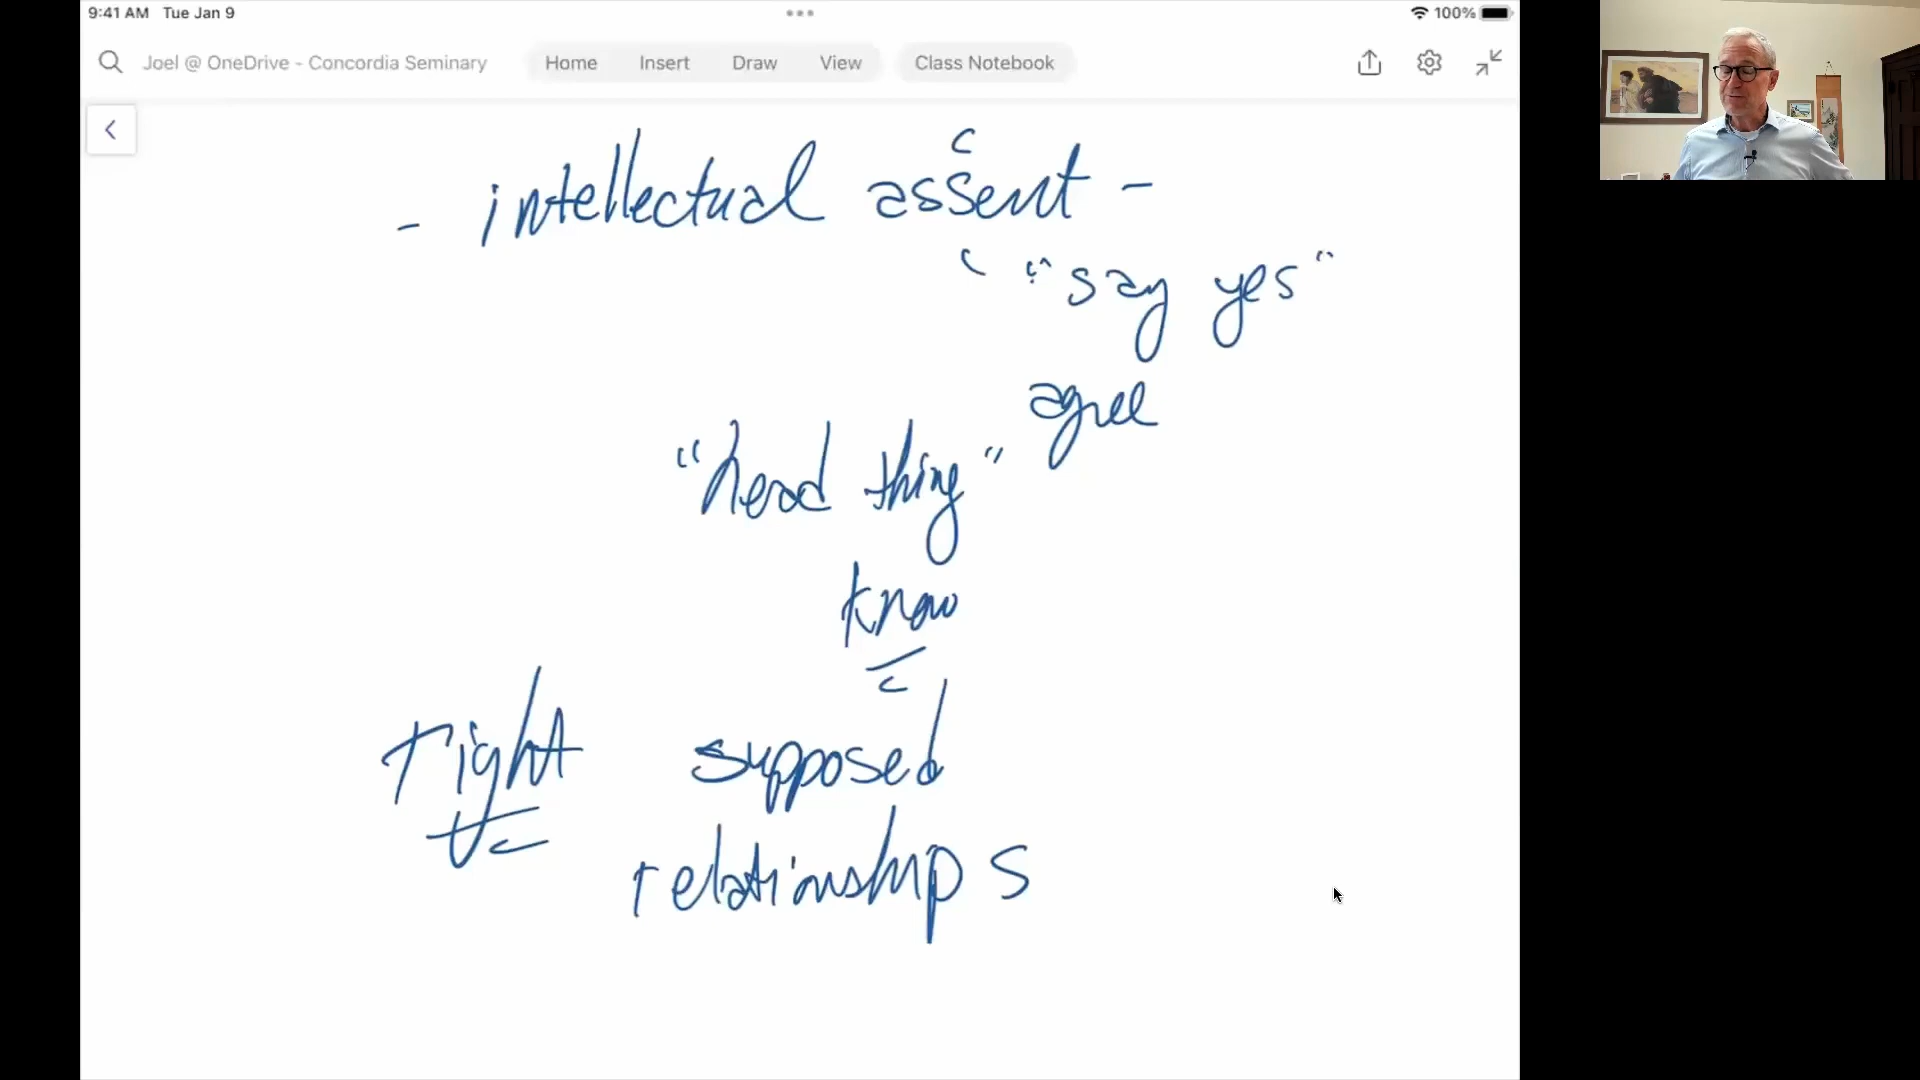 9:41 AM Tue Jan 9
100%
Joel @ OneDrive - Concordia Seminary Home Insert Draw View Class Notebook
- intellectual assent -
"say yes"
agree
"head thing"
know
right supposed
relationships